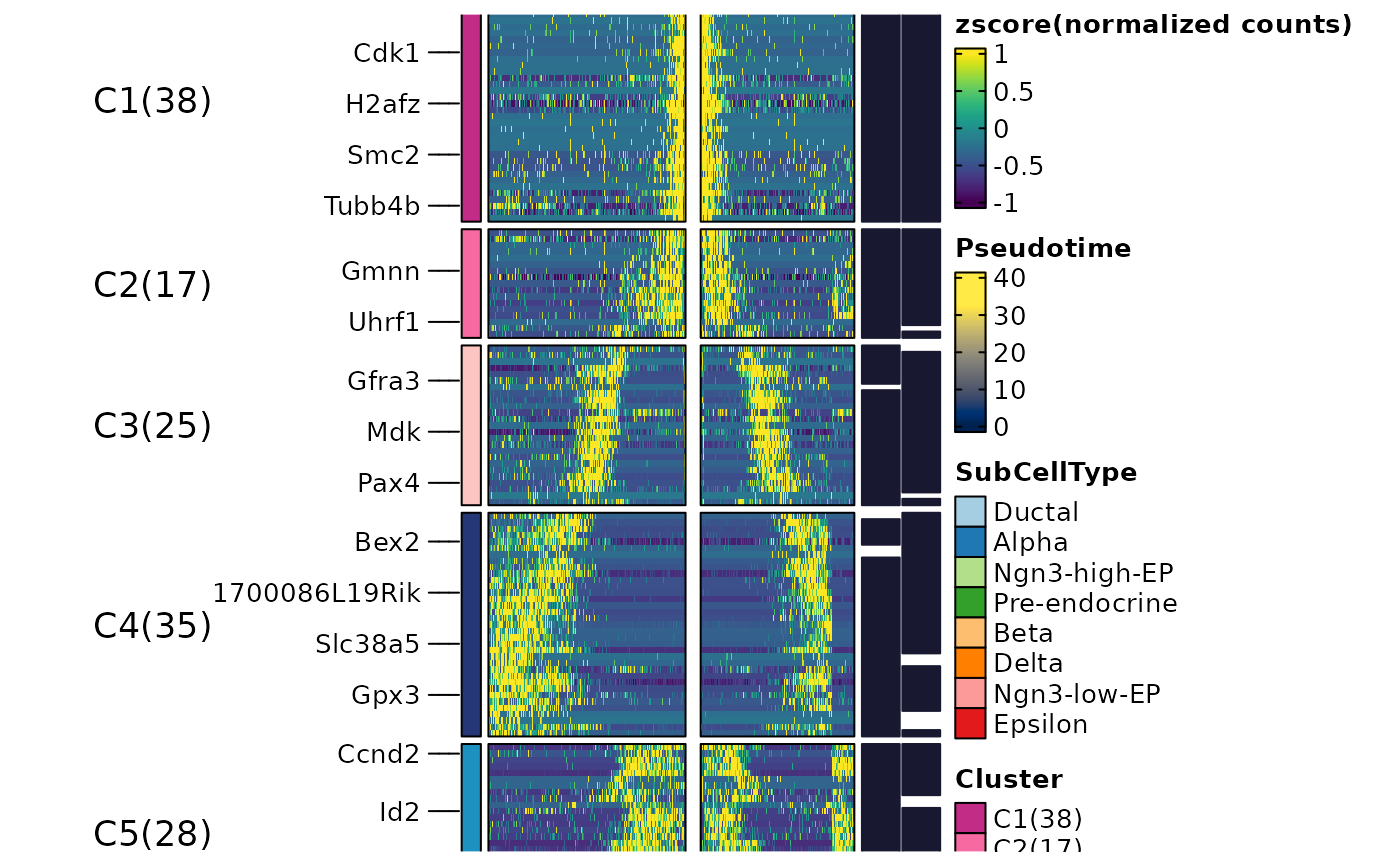 C1(38)
Cdk1
H2afz
Smc2
Tubb4b
C2(17)
Gmnn
Uhrf1
C3(25)
Gfra3
Mdk
Pax4
C4(35)
Bex2
1700086L19Rik
Slc38a5
Gpx3
C5(28)
Ccnd2
Id2
zscore(normalized counts)
1
0.5
0
-0.5
-1
Pseudotime
40
30
20
10
0
SubCellType
Ductal
Alpha
Ngn3-high-EP
Pre-endocrine
Beta
Delta
Ngn3-low-EP
Epsilon
Cluster
C1(38)
C2(17)